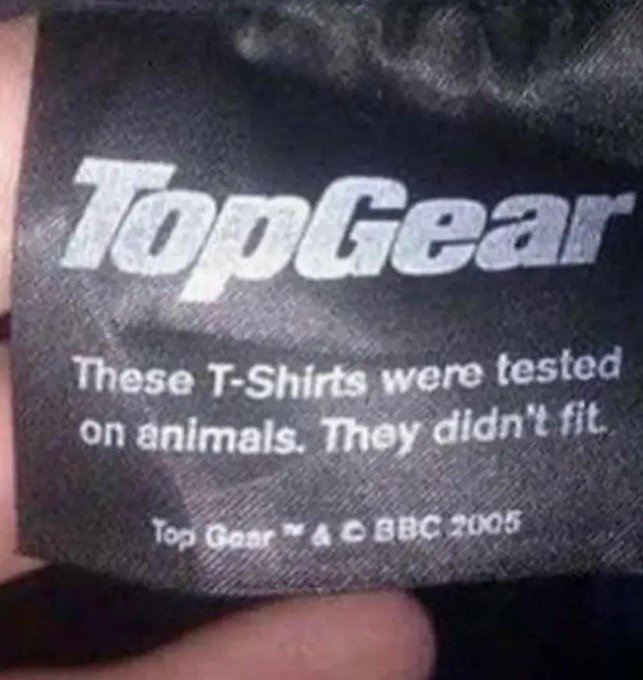 TopGear
These T-Shirts were tested
on animals. They didn't fit.
Top Gear ™ & © BBC 2005